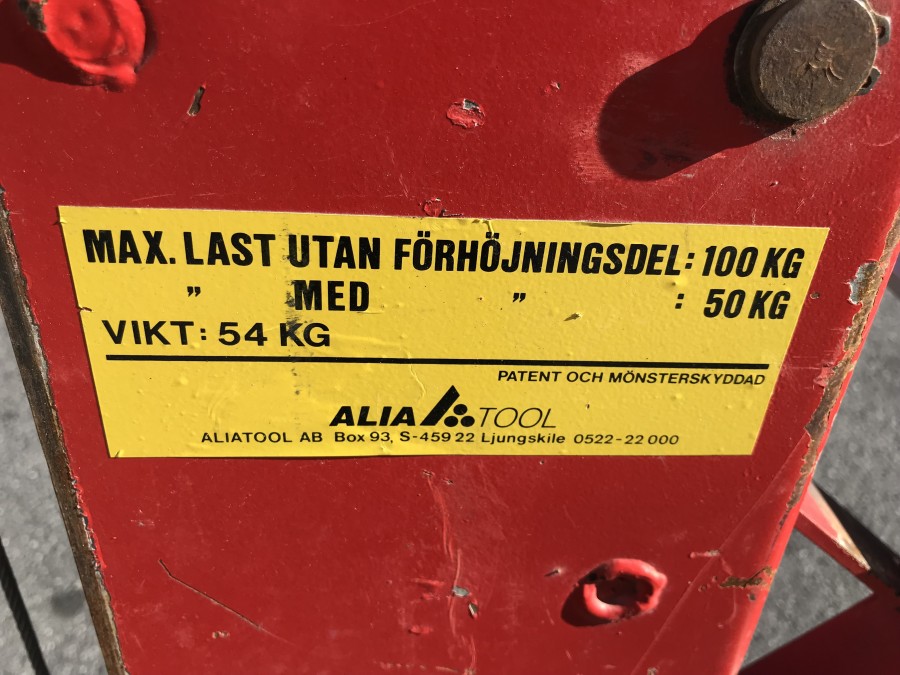 MAX. LAST UTAN FÖRHÖJNINGSDEL: 100 KG
" MED " : 50 KG
VIKT: 54 KG
PATENT OCH MÖNSTERSKYDDAD
ALIA TOOL
ALIATOOL AB Box 93, S-459 22 Ljungskile 0522-22 000